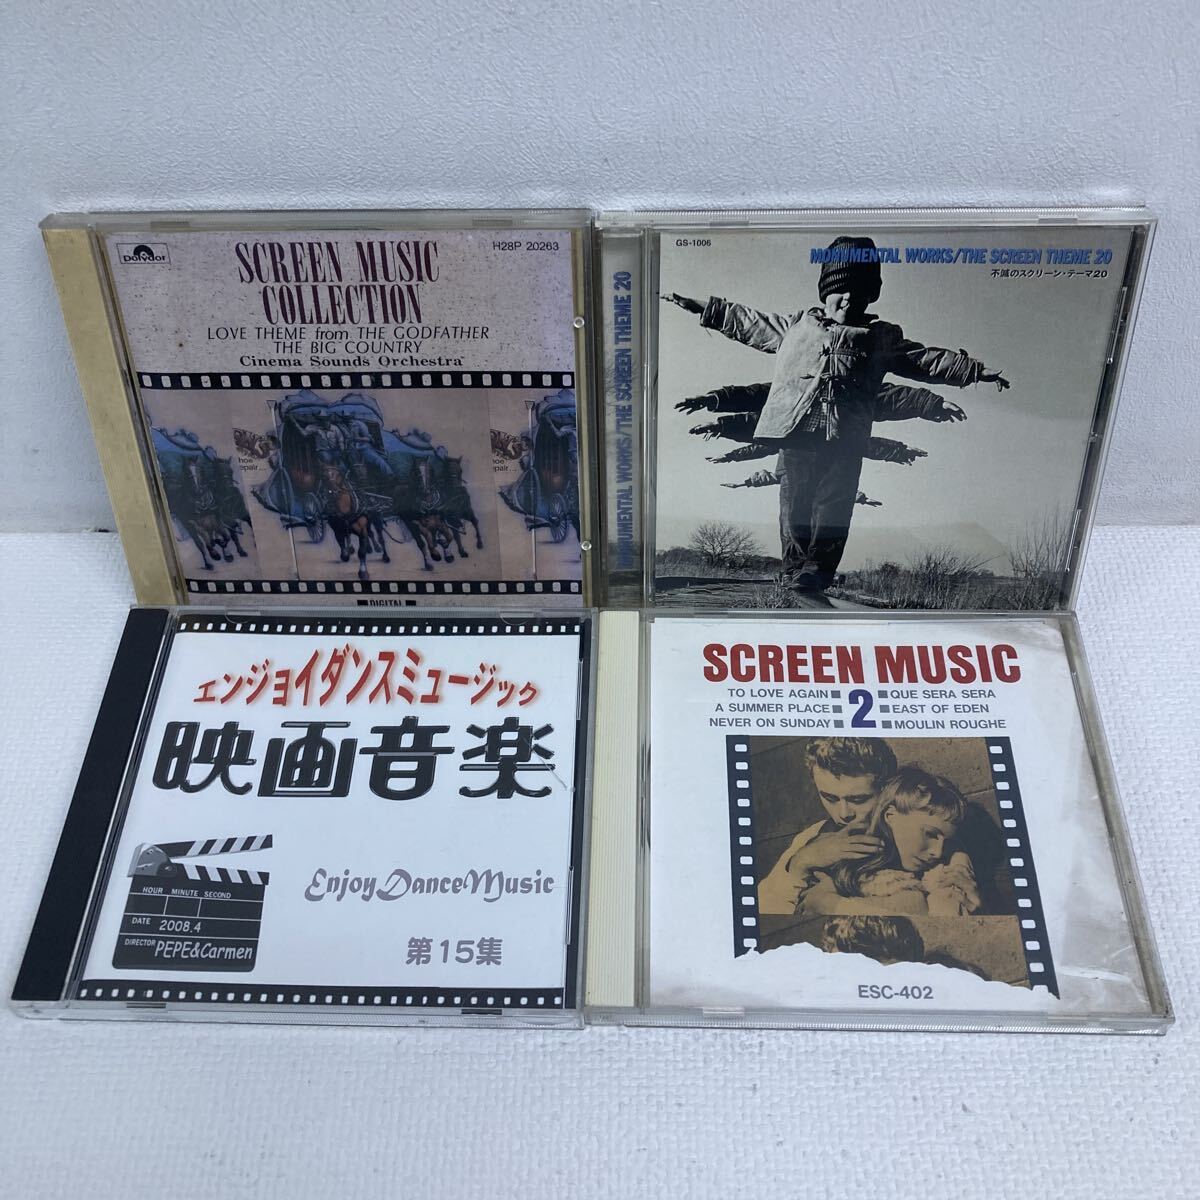 Polydor
H28P 20263
SCREEN MUSIC
COLLECTION
LOVE THEME from THE GODFATHER
THE BIG COUNTRY
Cinema Sounds Orchestra
DIGITAL
MONUMENTAL WORKS/THE SCREEN THEME 20
GS-1006
MONUMENTAL WORKS/THE SCREEN THEME 20
不滅のスクリーン・テーマ20
エンジョイダンスミュージック
映画音楽
HOUR MINUTE SECOND
DATE 2008.4
DIRECTOR PEPE&Carmen
Enjoy Dance Music
第15集
SCREEN MUSIC
2
TO LOVE AGAIN■ ■QUE SERA SERA
A SUMMER PLACE■ ■EAST OF EDEN
NEVER ON SUNDAY■ ■MOULIN ROUGHE
ESC-402